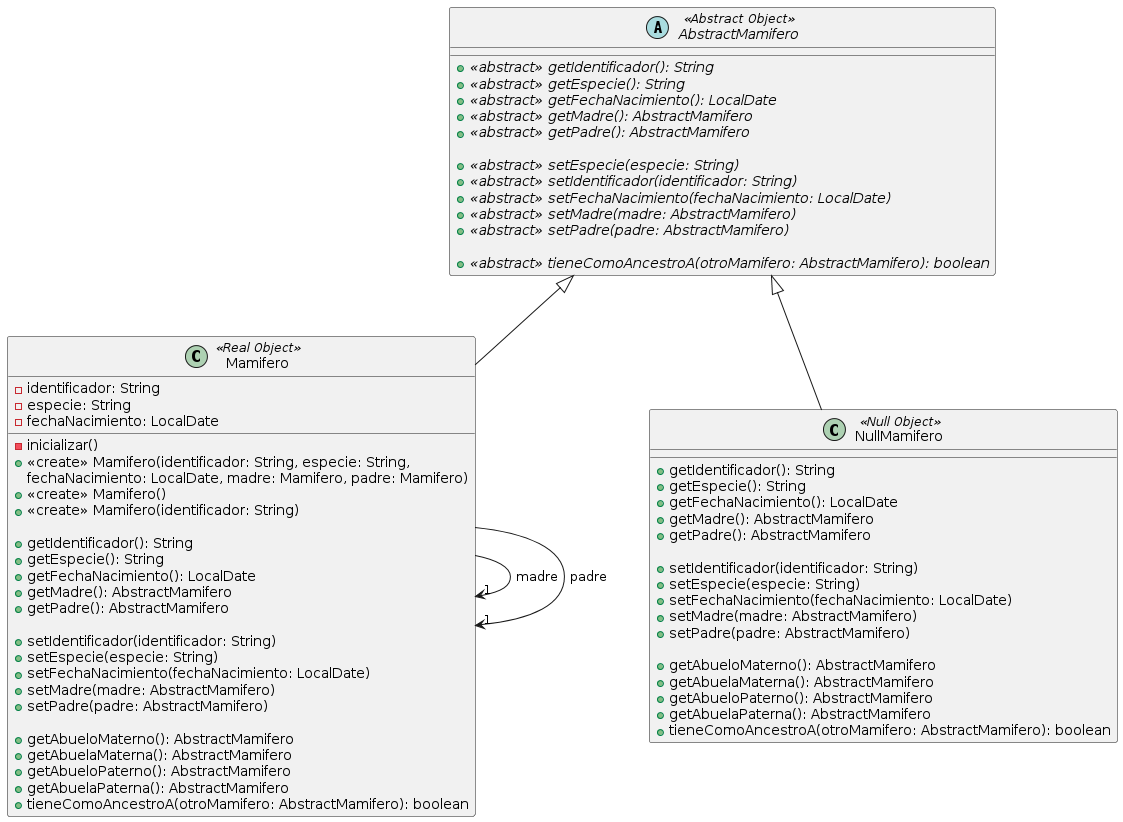 «Abstract Object»
A
AbstractMamifero
«abstract» getIdentificador(): String
«abstract» getEspecie(): String
«abstract» getFechaNacimiento(): LocalDate
«abstract» getMadre(): AbstractMamifero
«abstract» getPadre(): AbstractMamifero
«abstract» setEspecie(especie: String)
«abstract» setIdentificador(identificador: String)
«abstract» setFechaNacimiento(fechaNacimiento: LocalDate)
«abstract» setMadre(madre: AbstractMamifero)
«abstract» setPadre(padre: AbstractMamifero)
«abstract» tieneComoAncestroA(otroMamifero: AbstractMamifero): boolean
«Real Object»
C
Mamifero
identificador: String
especie: String
fechaNacimiento: LocalDate
inicializar()
«create» Mamifero(identificador: String, especie: String,
fechaNacimiento: LocalDate, madre: Mamifero, padre: Mamifero)
«create» Mamifero()
«create» Mamifero(identificador: String)
getIdentificador(): String
getEspecie(): String
getFechaNacimiento(): LocalDate
getMadre(): AbstractMamifero
getPadre(): AbstractMamifero
setIdentificador(identificador: String)
setEspecie(especie: String)
setFechaNacimiento(fechaNacimiento: LocalDate)
setMadre(madre: AbstractMamifero)
setPadre(padre: AbstractMamifero)
getAbueloMaterno(): AbstractMamifero
getAbuelaMaterna(): AbstractMamifero
getAbueloPaterno(): AbstractMamifero
getAbuelaPaterna(): AbstractMamifero
tieneComoAncestroA(otroMamifero: AbstractMamifero): boolean
madre
padre
1
1
«Null Object»
C
NullMamifero
getIdentificador(): String
getEspecie(): String
getFechaNacimiento(): LocalDate
getMadre(): AbstractMamifero
getPadre(): AbstractMamifero
setIdentificador(identificador: String)
setEspecie(especie: String)
setFechaNacimiento(fechaNacimiento: LocalDate)
setMadre(madre: AbstractMamifero)
setPadre(padre: AbstractMamifero)
getAbueloMaterno(): AbstractMamifero
getAbuelaMaterna(): AbstractMamifero
getAbueloPaterno(): AbstractMamifero
getAbuelaPaterna(): AbstractMamifero
tieneComoAncestroA(otroMamifero: AbstractMamifero): boolean